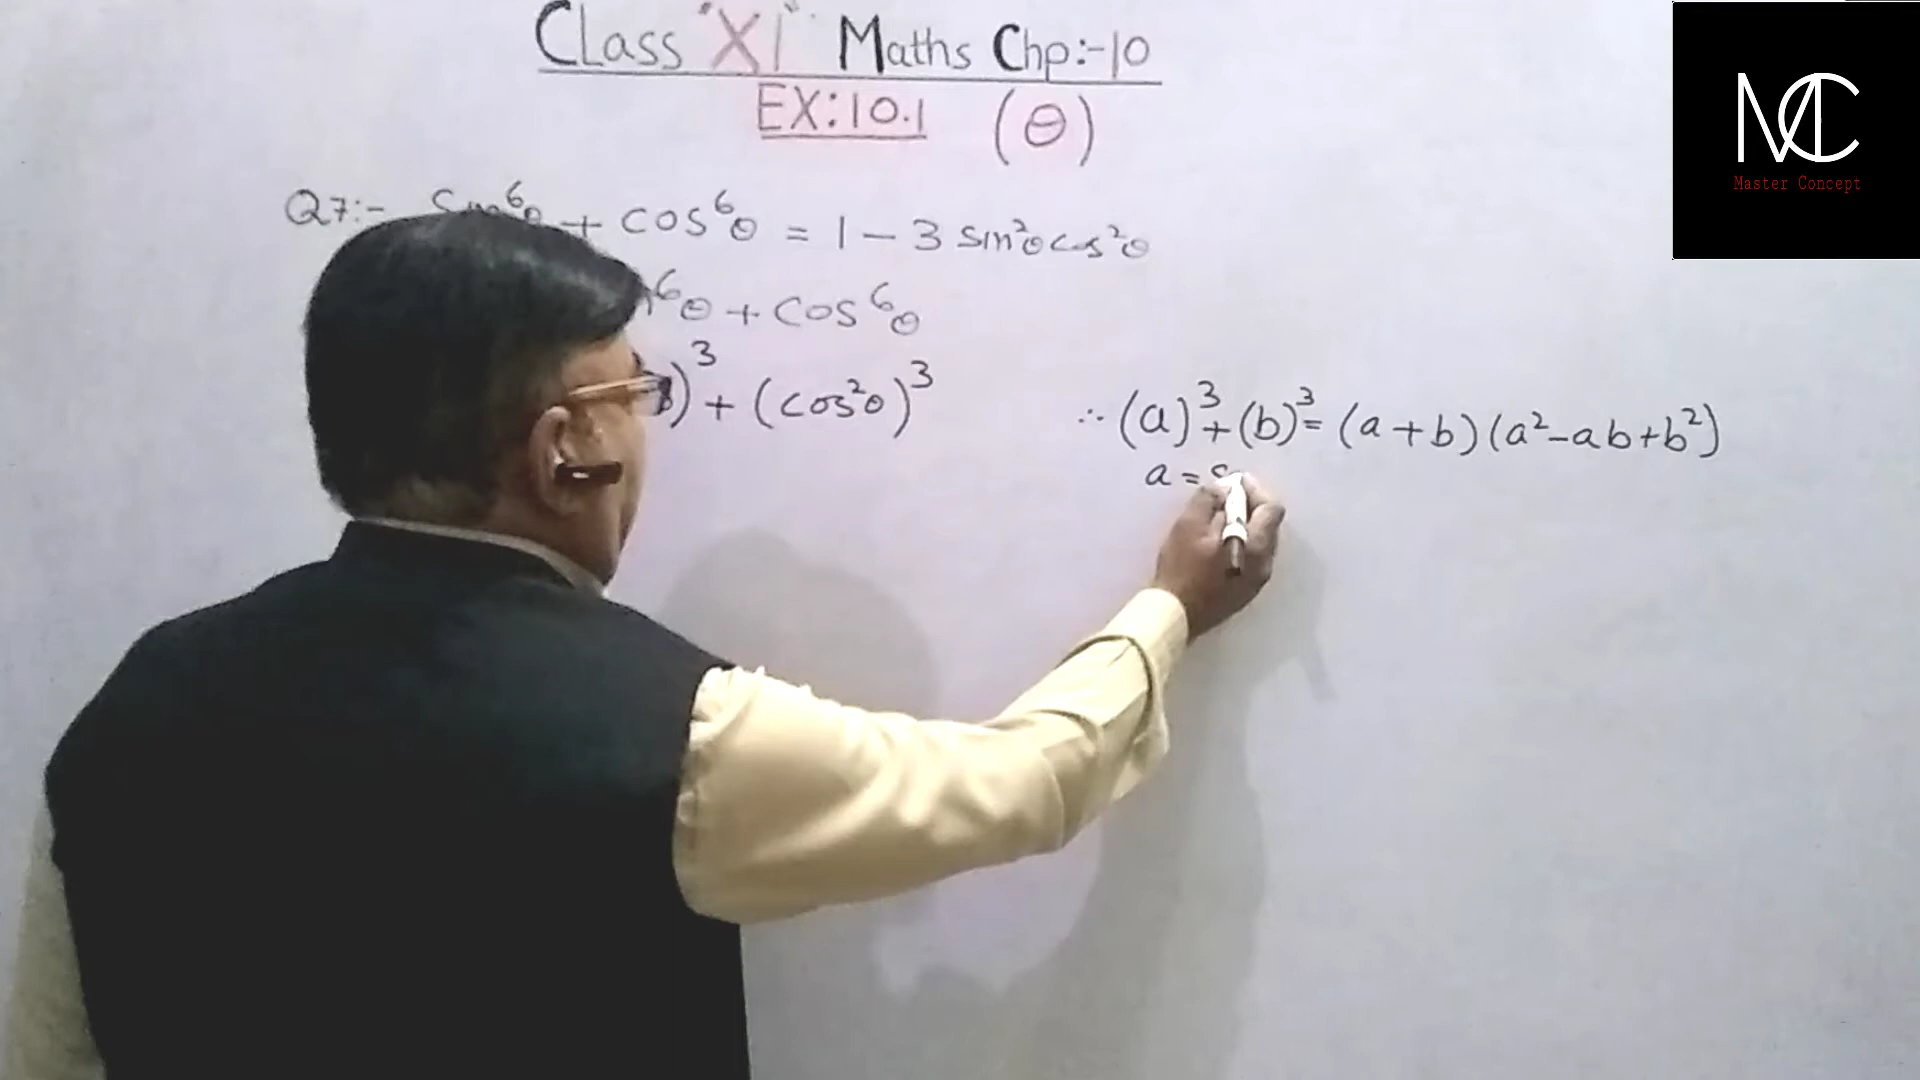 Class "XI" Maths Chp:-10
EX:10.1 (θ)
Q7:- Sin⁶θ + cos⁶θ = 1 - 3 sin²θ cos²θ
⁶θ + cos⁶θ
)³ + (cos²θ)³
∴ (a)³ + (b)³ = (a + b) (a² - ab + b²)
a = s
MC
Master Concept